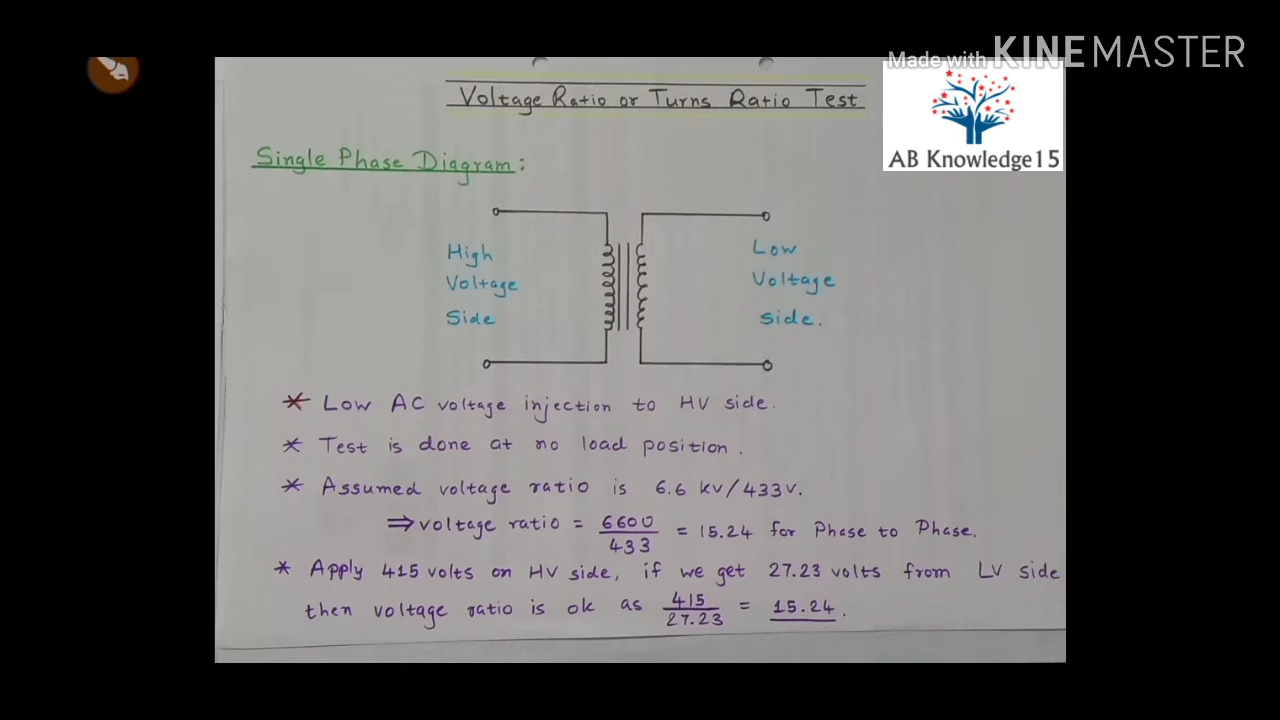 Made with KINEMASTER
AB Knowledge15
Voltage Ratio or Turns Ratio Test
Single Phase Diagram:
High
Voltage
Side
Low
Voltage
side.
* Low AC voltage injection to HV side.
* Test is done at no load position.
* Assumed voltage ratio is 6.6 kv/433v.
⇒ voltage ratio = 6600/433 = 15.24 for Phase to Phase.
* Apply 415 volts on HV side, if we get 27.23 volts from LV side
then voltage ratio is ok as 415/27.23 = 15.24.